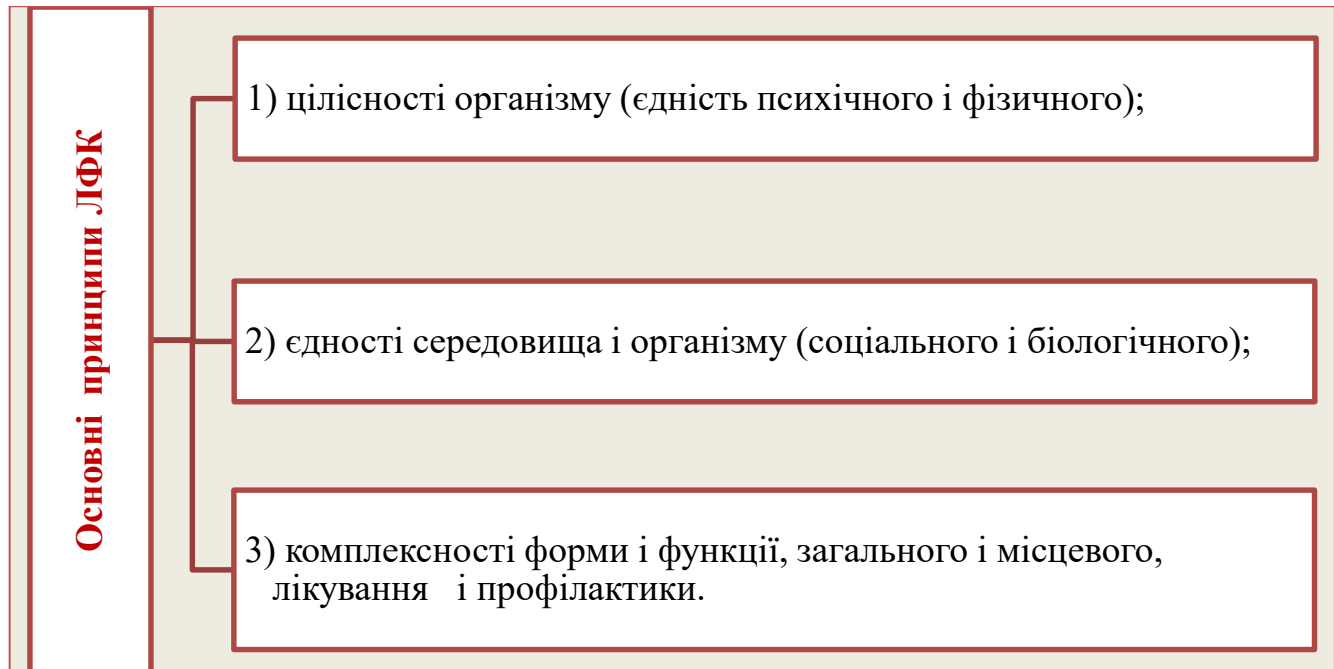 Основні принципи ЛФК
1) цілісності організму (єдність психічного і фізичного);
2) єдності середовища і організму (соціального і біологічного);
3) комплексності форми і функції, загального і місцевого,
лікування і профілактики.